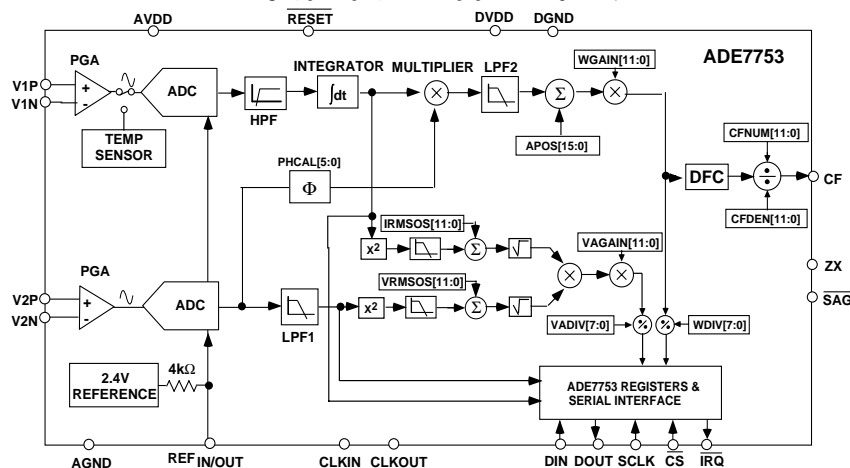 AVDD
RESET
DVDD
DGND
ADE7753
PGA
INTEGRATOR
MULTIPLIER
LPF2
WGAIN[11:0]
V1P
V1N
+
-
ADC
HPF
∫dt
×
Σ
×
TEMP
SENSOR
APOS[15:0]
CFNUM[11:0]
PHCAL[5:0]
Φ
DFC
÷
CF
CFDEN[11:0]
IRMSOS[11:0]
VAGAIN[11:0]
x²
Σ
√
×
×
ZX
PGA
VRMSOS[11:0]
V2P
V2N
+
-
ADC
LPF1
x²
Σ
√
SAG
VADIV[7:0]
%
%
WDIV[7:0]
2.4V
REFERENCE
4kΩ
ADE7753 REGISTERS &
SERIAL INTERFACE
AGND
REF IN/OUT
CLKIN
CLKOUT
DIN
DOUT
SCLK
CS
IRQ